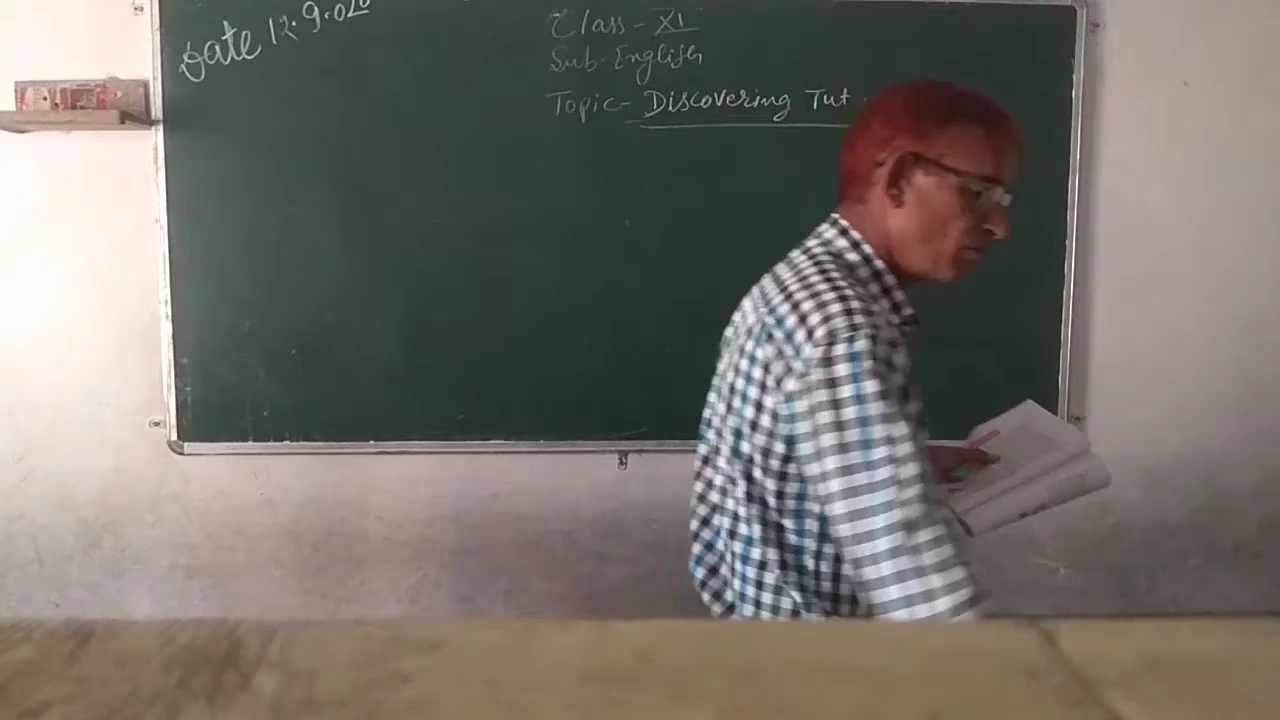 Date 12.9.020
Class - XI
Sub - English
Topic - Discovering Tut